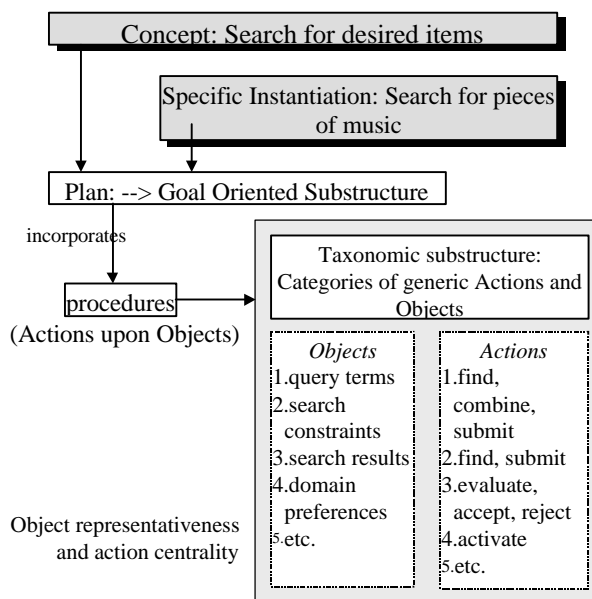 Concept: Search for desired items
Specific Instantiation: Search for pieces
of music
Plan: --> Goal Oriented Substructure
incorporates
procedures
(Actions upon Objects)
Taxonomic substructure:
Categories of generic Actions and
Objects
Objects
1.query terms
2.search
constraints
3.search results
4.domain
preferences
5.etc.
Actions
1.find,
combine,
submit
2.find, submit
3.evaluate,
accept, reject
4.activate
5.etc.
Object representativeness
and action centrality